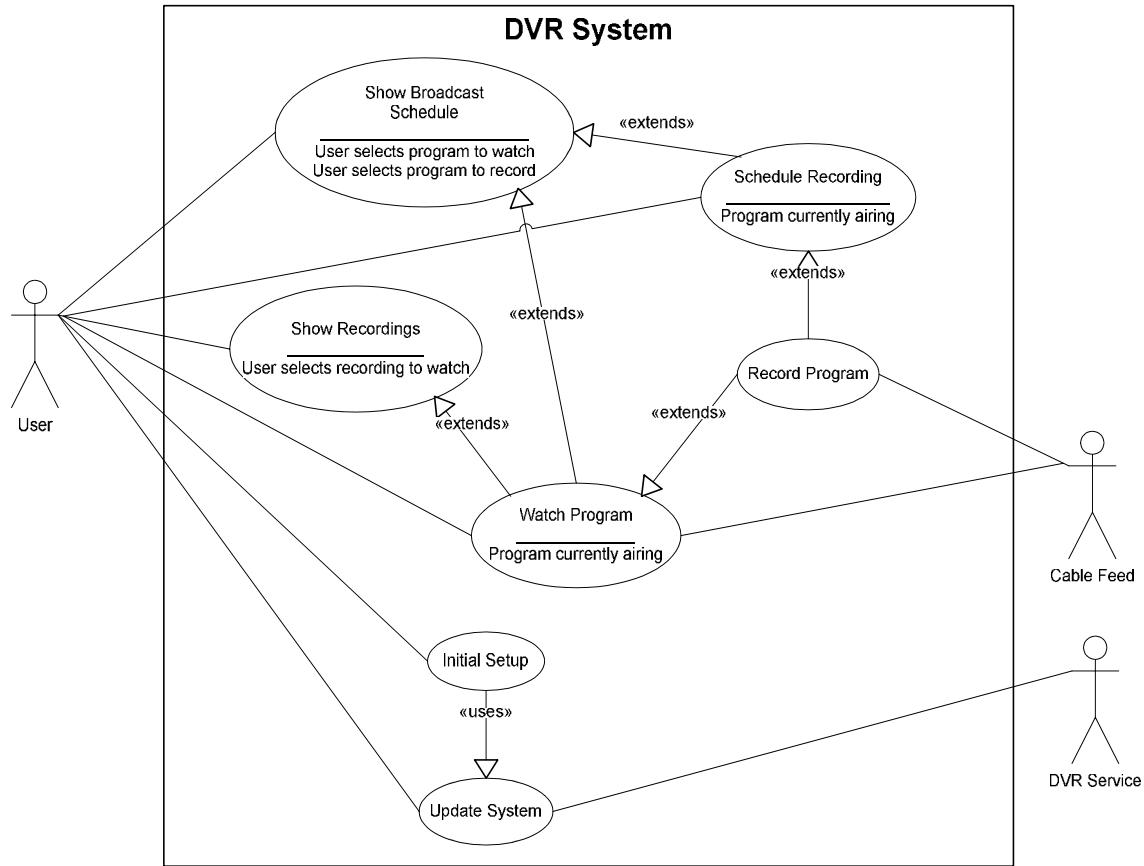 DVR System
Show Broadcast
Schedule
User selects program to watch
User selects program to record
«extends»
Schedule Recording
Program currently airing
«extends»
«extends»
Show Recordings
User selects recording to watch
Record Program
«extends»
«extends»
User
Watch Program
Program currently airing
Cable Feed
Initial Setup
«uses»
DVR Service
Update System